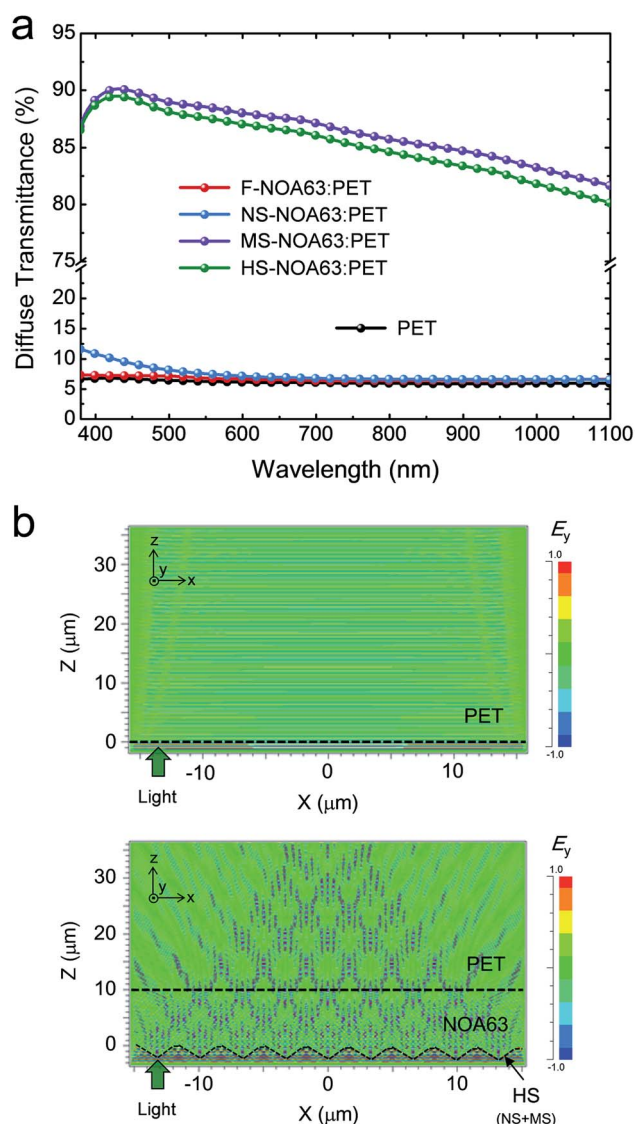 a
Diffuse Transmittance (%)
95
90
85
80
75
20
15
10
5
0
F-NOA63:PET
NS-NOA63:PET
MS-NOA63:PET
HS-NOA63:PET
PET
400 500 600 700 800 900 1000 1100
Wavelength (nm)
b
Z (μm)
30
20
10
0
z
y
x
PET
-10 0 10
Light
X (μm)
Ey
1.0
-1.0
Z (μm)
30
20
10
0
z
y
x
PET
NOA63
-10 0 10
Light
X (μm)
HS
(NS+MS)
Ey
1.0
-1.0